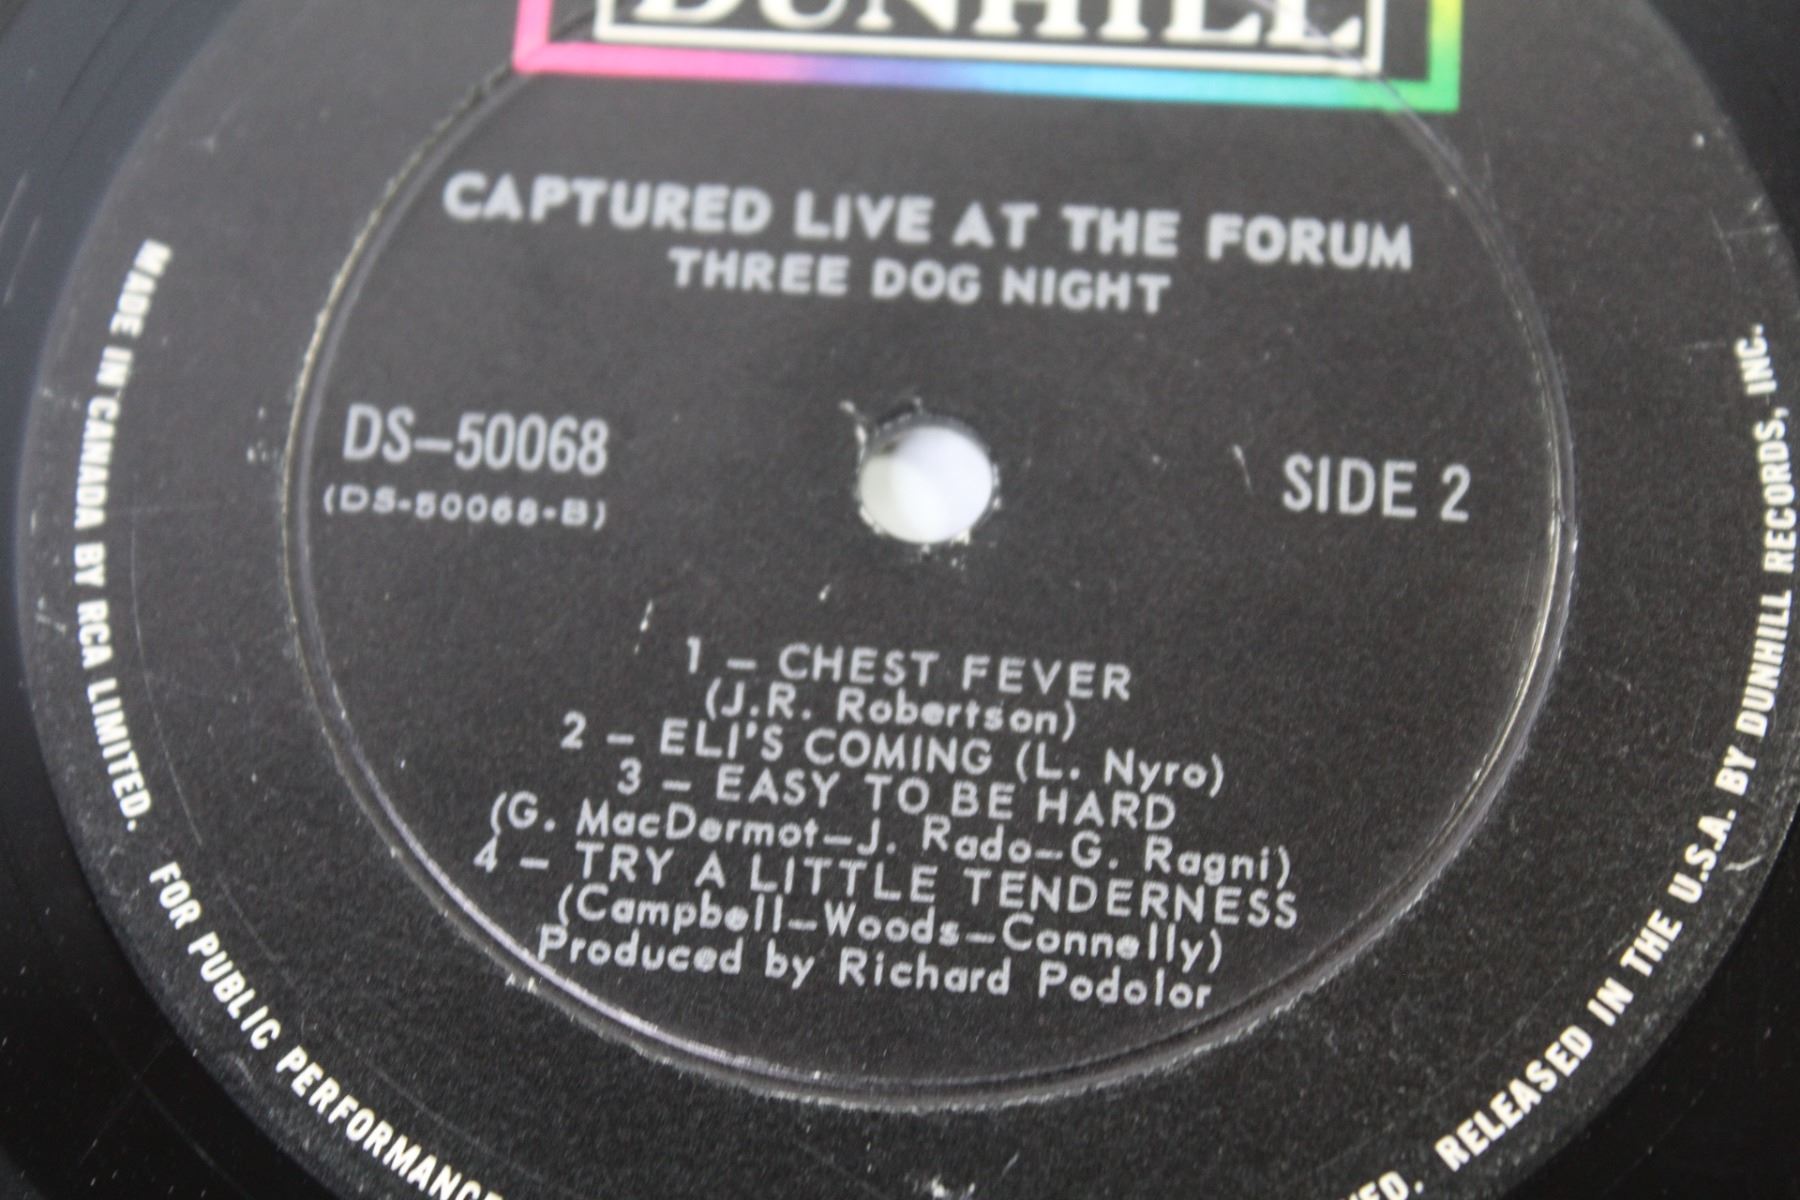 DUNHILL
CAPTURED LIVE AT THE FORUM
THREE DOG NIGHT
DS-50068
(DS-50068-B)
SIDE 2
1 - CHEST FEVER
(J.R. Robertson)
2 - ELI'S COMING (L. Nyro)
3 - EASY TO BE HARD
(G. MacDermot-J. Rado-G. Ragni)
4 - TRY A LITTLE TENDERNESS
(Campbell-Woods-Connelly)
Produced by Richard Podolor
MADE IN CANADA BY RCA LIMITED. FOR PUBLIC PERFORMANC
RELEASED IN THE U.S.A. BY DUNHILL RECORDS, INC.